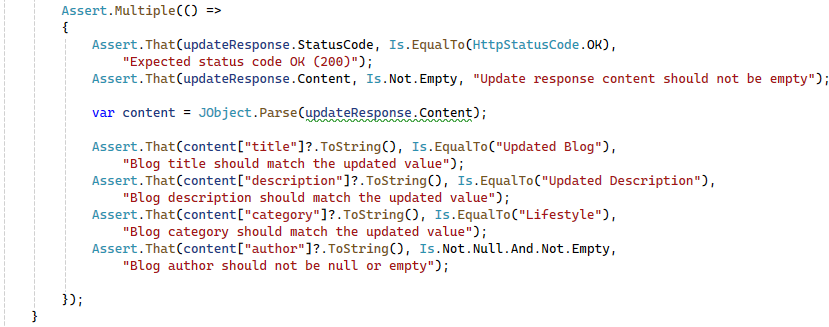 Assert.Multiple(() =>
{
Assert.That(updateResponse.StatusCode, Is.EqualTo(HttpStatusCode.OK),
"Expected status code OK (200)");
Assert.That(updateResponse.Content, Is.Not.Empty, "Update response content should not be empty");
var content = JObject.Parse(updateResponse.Content);
Assert.That(content["title"]?.ToString(), Is.EqualTo("Updated Blog"),
"Blog title should match the updated value");
Assert.That(content["description"]?.ToString(), Is.EqualTo("Updated Description"),
"Blog description should match the updated value");
Assert.That(content["category"]?.ToString(), Is.EqualTo("Lifestyle"),
"Blog category should match the updated value");
Assert.That(content["author"]?.ToString(), Is.Not.Null.And.Not.Empty,
"Blog author should not be null or empty");
});
}